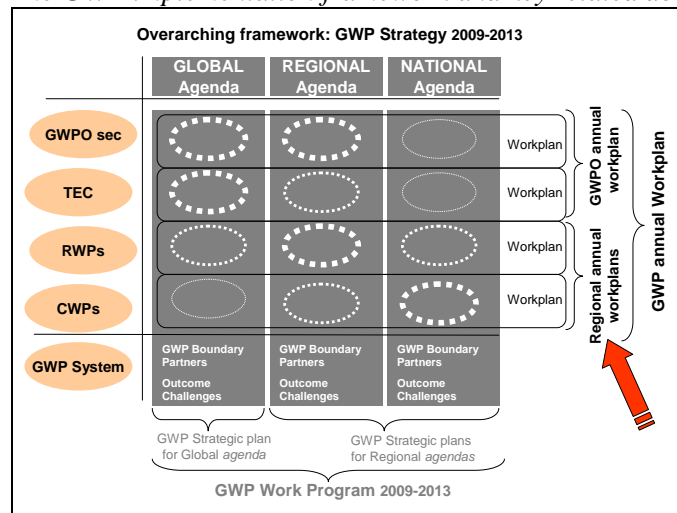 Overarching framework: GWP Strategy 2009-2013
GLOBAL
Agenda
REGIONAL
Agenda
NATIONAL
Agenda
GWPO sec
Workplan
TEC
Workplan
RWPs
Workplan
CWPs
Workplan
GWPO annual
workplan
Regional annual
workplans
GWP annual Workplan
GWP System
GWP Boundary
Partners
Outcome
Challenges
GWP Boundary
Partners
Outcome
Challenges
GWP Boundary
Partners
Outcome
Challenges
GWP Strategic plan
for Global agenda
GWP Strategic plans
for Regional agendas
GWP Work Program 2009-2013